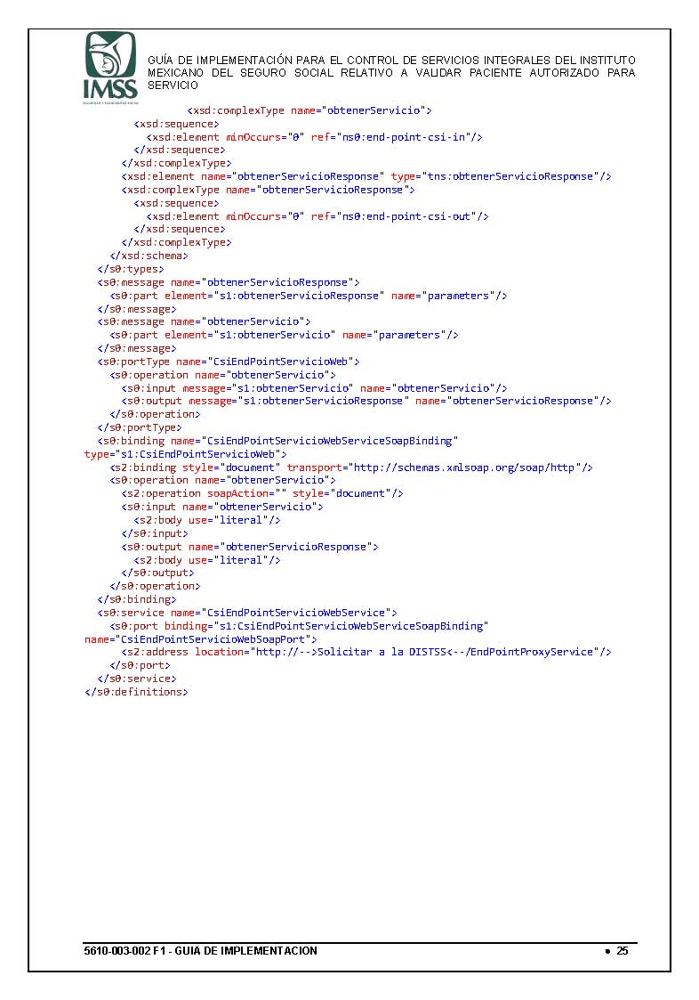 IMSS
SEGURIDAD Y SOLIDARIDAD SOCIAL
GUÍA DE IMPLEMENTACIÓN PARA EL CONTROL DE SERVICIOS INTEGRALES DEL INSTITUTO
MEXICANO DEL SEGURO SOCIAL RELATIVO A VALIDAR PACIENTE AUTORIZADO PARA
SERVICIO
<xsd:complexType name="obtenerServicio">
<xsd:sequence>
<xsd:element minOccurs="0" ref="ns0:end-point-csi-in"/>
</xsd:sequence>
</xsd:complexType>
<xsd:element name="obtenerServicioResponse" type="tns:obtenerServicioResponse"/>
<xsd:complexType name="obtenerServicioResponse">
<xsd:sequence>
<xsd:element minOccurs="0" ref="ns0:end-point-csi-out"/>
</xsd:sequence>
</xsd:complexType>
</xsd:schema>
</s0:types>
<s0:message name="obtenerServicioResponse">
<s0:part element="s1:obtenerServicioResponse" name="parameters"/>
</s0:message>
<s0:message name="obtenerServicio">
<s0:part element="s1:obtenerServicio" name="parameters"/>
</s0:message>
<s0:portType name="CsiEndPointServicioWeb">
<s0:operation name="obtenerServicio">
<s0:input message="s1:obtenerServicio" name="obtenerServicio"/>
<s0:output message="s1:obtenerServicioResponse" name="obtenerServicioResponse"/>
</s0:operation>
</s0:portType>
<s0:binding name="CsiEndPointServicioWebServiceSoapBinding"
type="s1:CsiEndPointServicioWeb">
<s2:binding style="document" transport="http://schemas.xmlsoap.org/soap/http"/>
<s0:operation name="obtenerServicio">
<s2:operation soapAction="" style="document"/>
<s0:input name="obtenerServicio">
<s2:body use="literal"/>
</s0:input>
<s0:output name="obtenerServicioResponse">
<s2:body use="literal"/>
</s0:output>
</s0:operation>
</s0:binding>
<s0:service name="CsiEndPointServicioWebService">
<s0:port binding="s1:CsiEndPointServicioWebServiceSoapBinding"
name="CsiEndPointServicioWebSoapPort">
<s2:address location="http://-->Solicitar a la DISTSS<--/EndPointProxyService"/>
</s0:port>
</s0:service>
</s0:definitions>
5610-003-002 F1 - GUIA DE IMPLEMENTACION
• 25